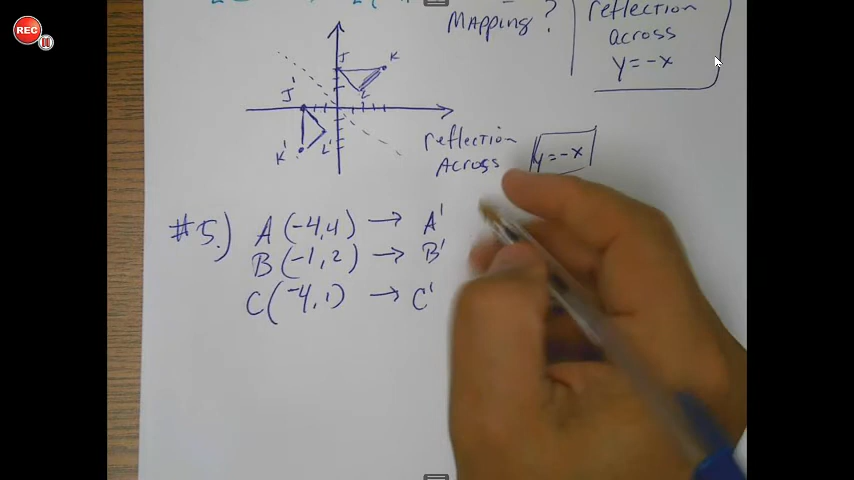 REC
MAPPING?
reflection
across
y=-x
J
K
L
J'
K'
L'
reflection
ACROSS
y=-x
#5.) A(-4,4) → A'
B(-1,2) → B'
C(-4,1) → C'